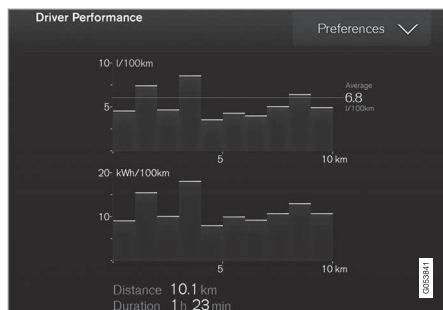 Driver Performance
Preferences
10- l/100km
Average
6.8
l/100km
5-
5
10 km
20- kWh/100km
10-
5
10 km
Distance 10.1 km
Duration 1 h 23 min
G053841